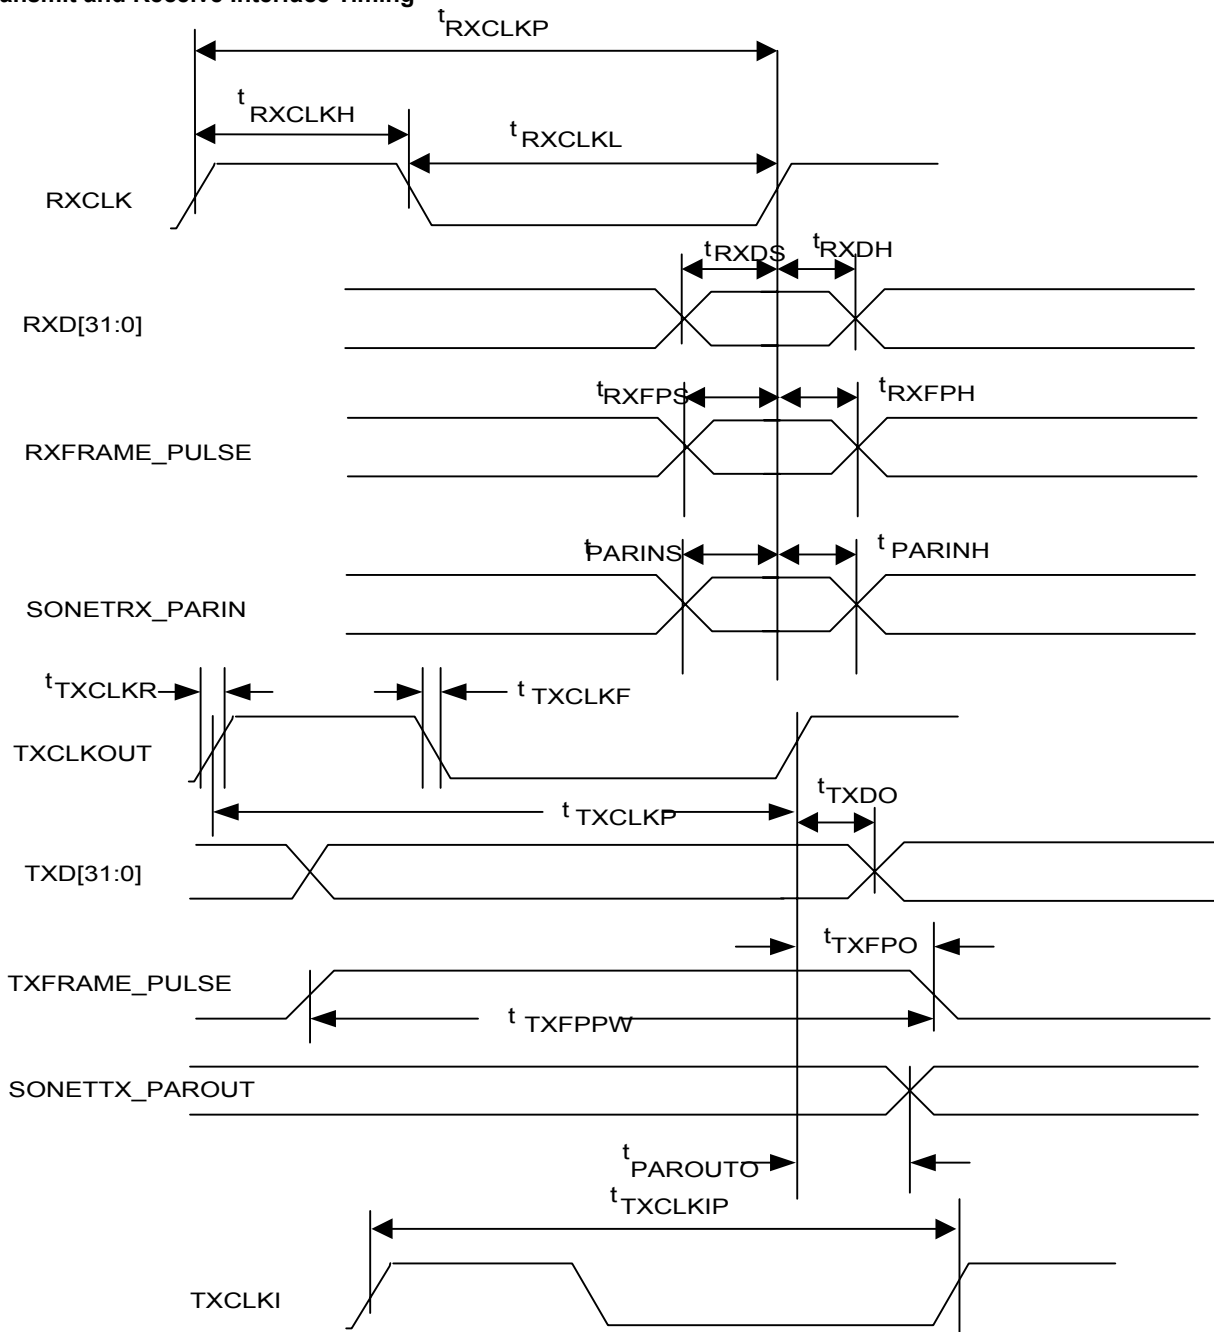 ansmit and Receive Interface Timing
tRXCLKP
tRXCLKH
tRXCLKL
RXCLK
tRXDS tRXDH
RXD[31:0]
tRXFPS tRXFPH
RXFRAME_PULSE
tPARINS tPARINH
SONETRX_PARIN
tTXCLKR tTXCLKF
TXCLKOUT
tTXDO
tTXCLKP
TXD[31:0]
tTXFPO
TXFRAME_PULSE
tTXFPPW
SONETTX_PAROUT
tPAROUTO
tTXCLKIP
TXCLKI